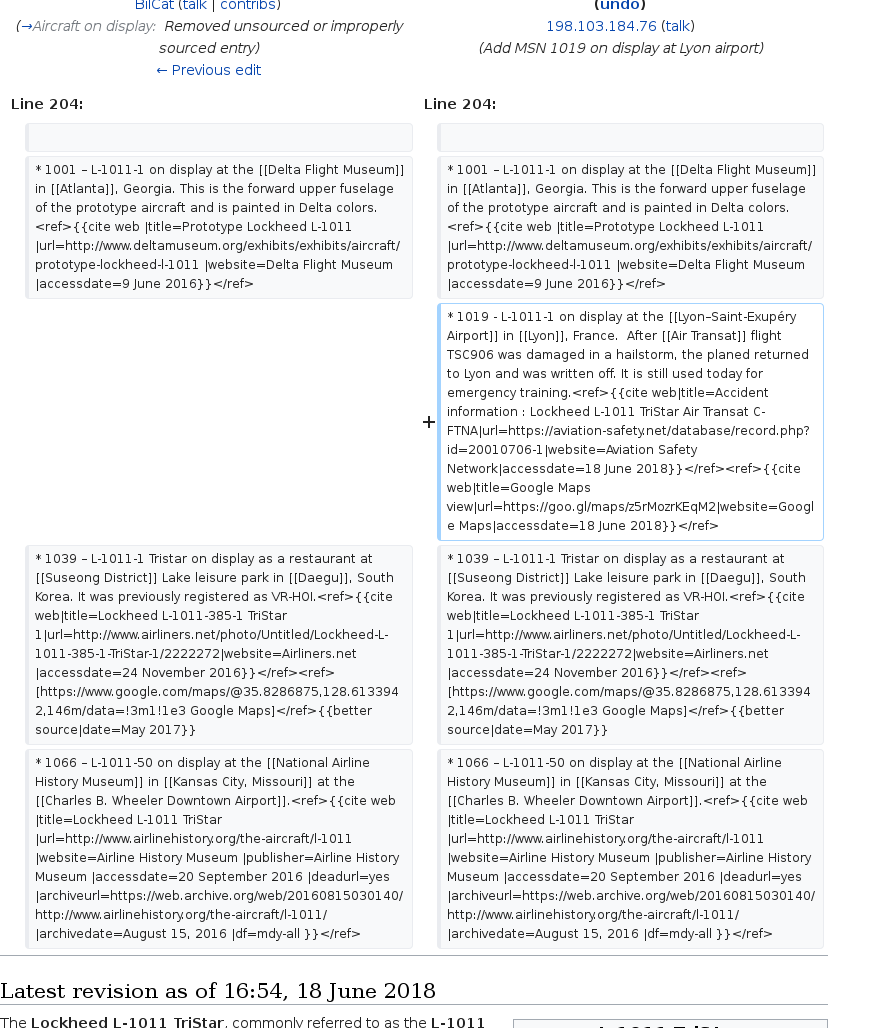 BilCat (talk | contribs)
(→Aircraft on display: Removed unsourced or improperly
sourced entry)
← Previous edit
(undo)
198.103.184.76 (talk)
(Add MSN 1019 on display at Lyon airport)
Line 204:
Line 204:
* 1001 – L-1011-1 on display at the [[Delta Flight Museum]]
in [[Atlanta]], Georgia. This is the forward upper fuselage
of the prototype aircraft and is painted in Delta colors.
<ref>{{cite web |title=Prototype Lockheed L-1011
|url=http://www.deltamuseum.org/exhibits/exhibits/aircraft/
prototype-lockheed-l-1011 |website=Delta Flight Museum
|accessdate=9 June 2016}}</ref>
* 1001 – L-1011-1 on display at the [[Delta Flight Museum]]
in [[Atlanta]], Georgia. This is the forward upper fuselage
of the prototype aircraft and is painted in Delta colors.
<ref>{{cite web |title=Prototype Lockheed L-1011
|url=http://www.deltamuseum.org/exhibits/exhibits/aircraft/
prototype-lockheed-l-1011 |website=Delta Flight Museum
|accessdate=9 June 2016}}</ref>
+
* 1019 - L-1011-1 on display at the [[Lyon–Saint-Exupéry
Airport]] in [[Lyon]], France.  After [[Air Transat]] flight
TSC906 was damaged in a hailstorm, the planed returned
to Lyon and was written off. It is still used today for
emergency training.<ref>{{cite web|title=Accident
information : Lockheed L-1011 TriStar Air Transat C-
FTNA|url=https://aviation-safety.net/database/record.php?
id=20010706-1|website=Aviation Safety
Network|accessdate=18 June 2018}}</ref><ref>{{cite
web|title=Google Maps
view|url=https://goo.gl/maps/z5rMozrKEqM2|website=Googl
e Maps|accessdate=18 June 2018}}</ref>
* 1039 – L-1011-1 Tristar on display as a restaurant at
[[Suseong District]] Lake leisure park in [[Daegu]], South
Korea. It was previously registered as VR-HOI.<ref>{{cite
web|title=Lockheed L-1011-385-1 TriStar
1|url=http://www.airliners.net/photo/Untitled/Lockheed-L-
1011-385-1-TriStar-1/2222272|website=Airliners.net
|accessdate=24 November 2016}}</ref><ref>
[https://www.google.com/maps/@35.8286875,128.613394
2,146m/data=!3m1!1e3 Google Maps]</ref>{{better
source|date=May 2017}}
* 1039 – L-1011-1 Tristar on display as a restaurant at
[[Suseong District]] Lake leisure park in [[Daegu]], South
Korea. It was previously registered as VR-HOI.<ref>{{cite
web|title=Lockheed L-1011-385-1 TriStar
1|url=http://www.airliners.net/photo/Untitled/Lockheed-L-
1011-385-1-TriStar-1/2222272|website=Airliners.net
|accessdate=24 November 2016}}</ref><ref>
[https://www.google.com/maps/@35.8286875,128.613394
2,146m/data=!3m1!1e3 Google Maps]</ref>{{better
source|date=May 2017}}
* 1066 – L-1011-50 on display at the [[National Airline
History Museum]] in [[Kansas City, Missouri]] at the
[[Charles B. Wheeler Downtown Airport]].<ref>{{cite web
|title=Lockheed L-1011 TriStar
|url=http://www.airlinehistory.org/the-aircraft/l-1011
|website=Airline History Museum |publisher=Airline History
Museum |accessdate=20 September 2016 |deadurl=yes
|archiveurl=https://web.archive.org/web/20160815030140/
http://www.airlinehistory.org/the-aircraft/l-1011/
|archivedate=August 15, 2016 |df=mdy-all }}</ref>
* 1066 – L-1011-50 on display at the [[National Airline
History Museum]] in [[Kansas City, Missouri]] at the
[[Charles B. Wheeler Downtown Airport]].<ref>{{cite web
|title=Lockheed L-1011 TriStar
|url=http://www.airlinehistory.org/the-aircraft/l-1011
|website=Airline History Museum |publisher=Airline History
Museum |accessdate=20 September 2016 |deadurl=yes
|archiveurl=https://web.archive.org/web/20160815030140/
http://www.airlinehistory.org/the-aircraft/l-1011/
|archivedate=August 15, 2016 |df=mdy-all }}</ref>
Latest revision as of 16:54, 18 June 2018
The Lockheed L-1011 TriStar, commonly referred to as the L-1011